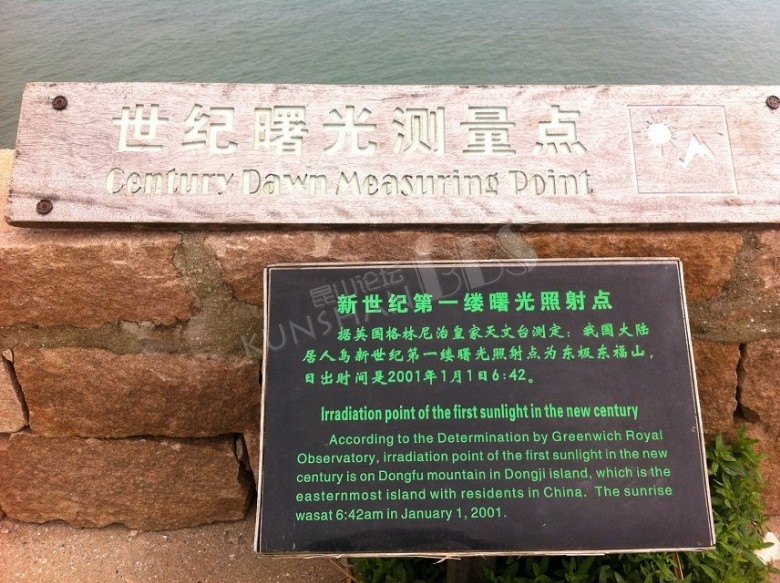 世纪曙光测量点
Century Dawn Measuring Point
昆山论坛
KUNSHAN BBS
新世纪第一缕曙光照射点
据英国格林尼治皇家天文台测定：我国大陆
居人岛新世纪第一缕曙光照射点为东极东福山，
日出时间是2001年1月1日6:42。
Irradiation point of the first sunlight in the new century
According to the Determination by Greenwich Royal
Observatory, irradiation point of the first sunlight in the new
century is on Dongfu mountain in Dongji island, which is the
easternmost island with residents in China. The sunrise
wasat 6:42am in January 1, 2001.